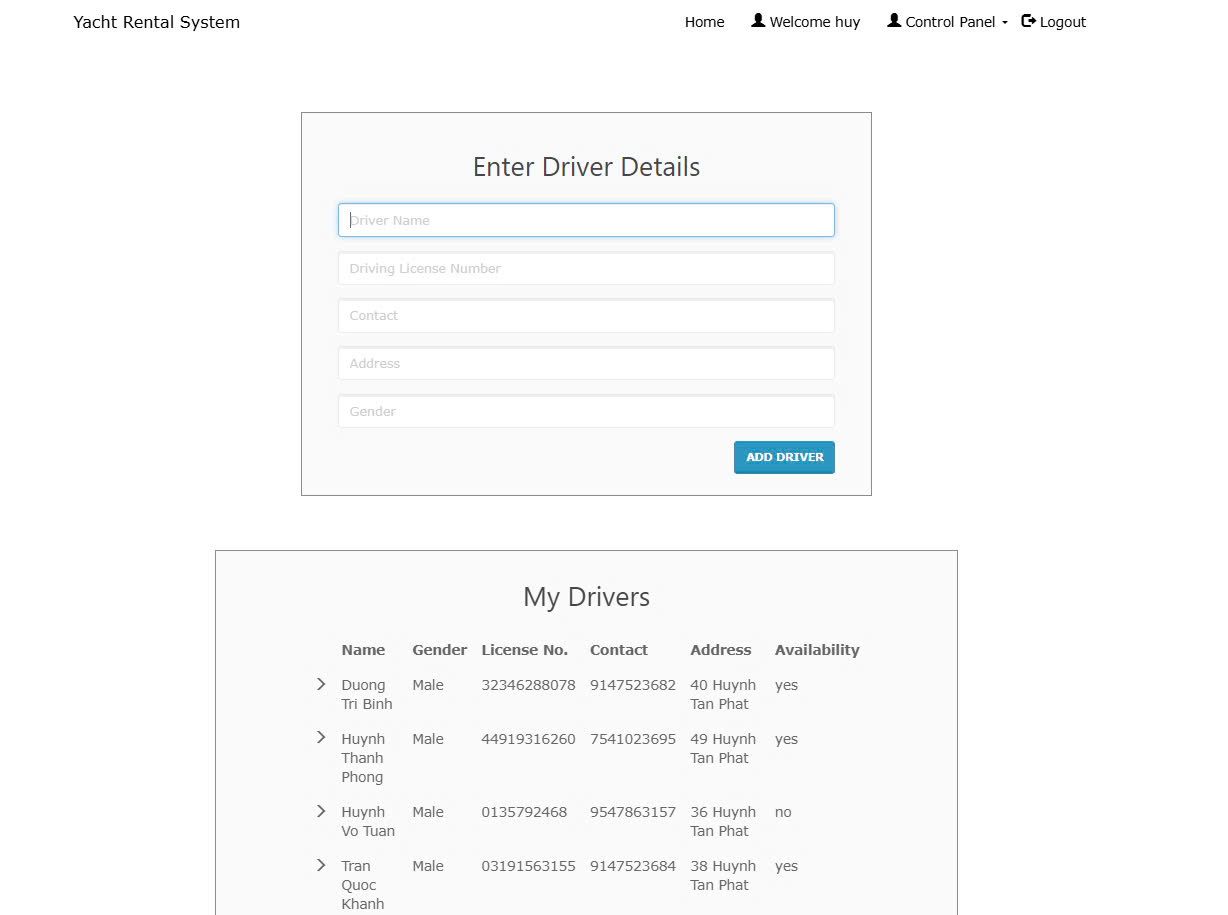 Yacht Rental System Home Welcome huy Control Panel Logout
Enter Driver Details
Driver Name
Driving License Number
Contact
Address
Gender
ADD DRIVER
My Drivers
Name Gender License No. Contact Address Availability
Duong Male 32346288078 9147523682 40 Huynh yes
Tri Binh Tan Phat
Huynh Male 44919316260 7541023695 49 Huynh yes
Thanh Tan Phat
Phong
Huynh Male 0135792468 9547863157 36 Huynh no
Vo Tuan Tan Phat
Tran Male 03191563155 9147523684 38 Huynh yes
Quoc Tan Phat
Khanh